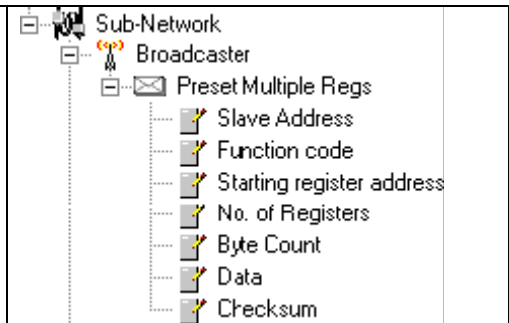 Sub-Network
Broadcaster
Preset Multiple Regs
Slave Address
Function code
Starting register address
No. of Registers
Byte Count
Data
Checksum